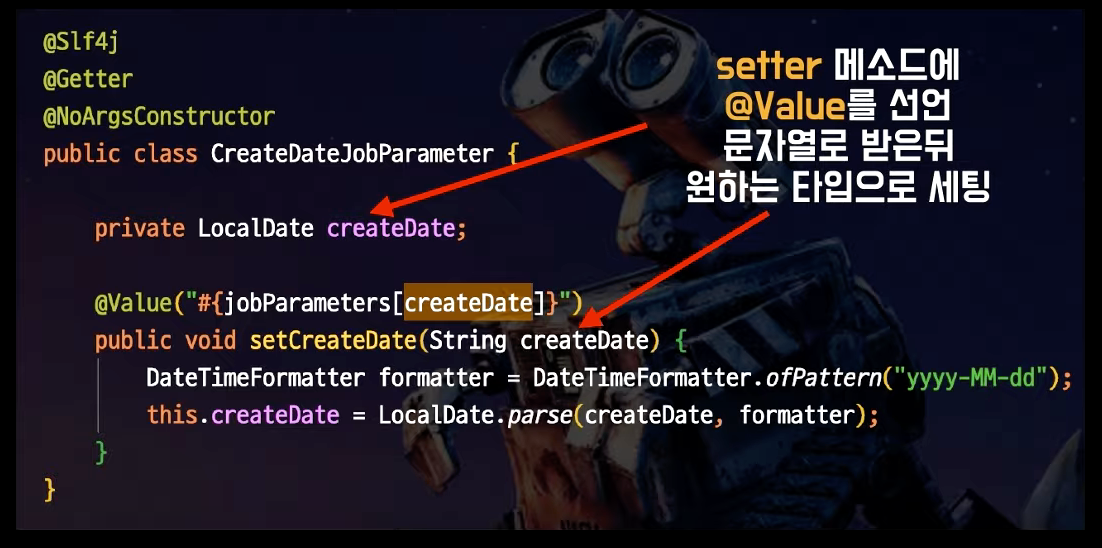 @Slf4j
@Getter
@NoArgsConstructor
public class CreateDateJobParameter {
private LocalDate createDate;
@Value("#{jobParameters[createDate]}")
public void setCreateDate(String createDate) {
DateTimeFormatter formatter = DateTimeFormatter.ofPattern("yyyy-MM-dd");
this.createDate = LocalDate.parse(createDate, formatter);
}
}
setter 메소드에
@Value를 선언
문자열로 받은뒤
원하는 타입으로 세팅